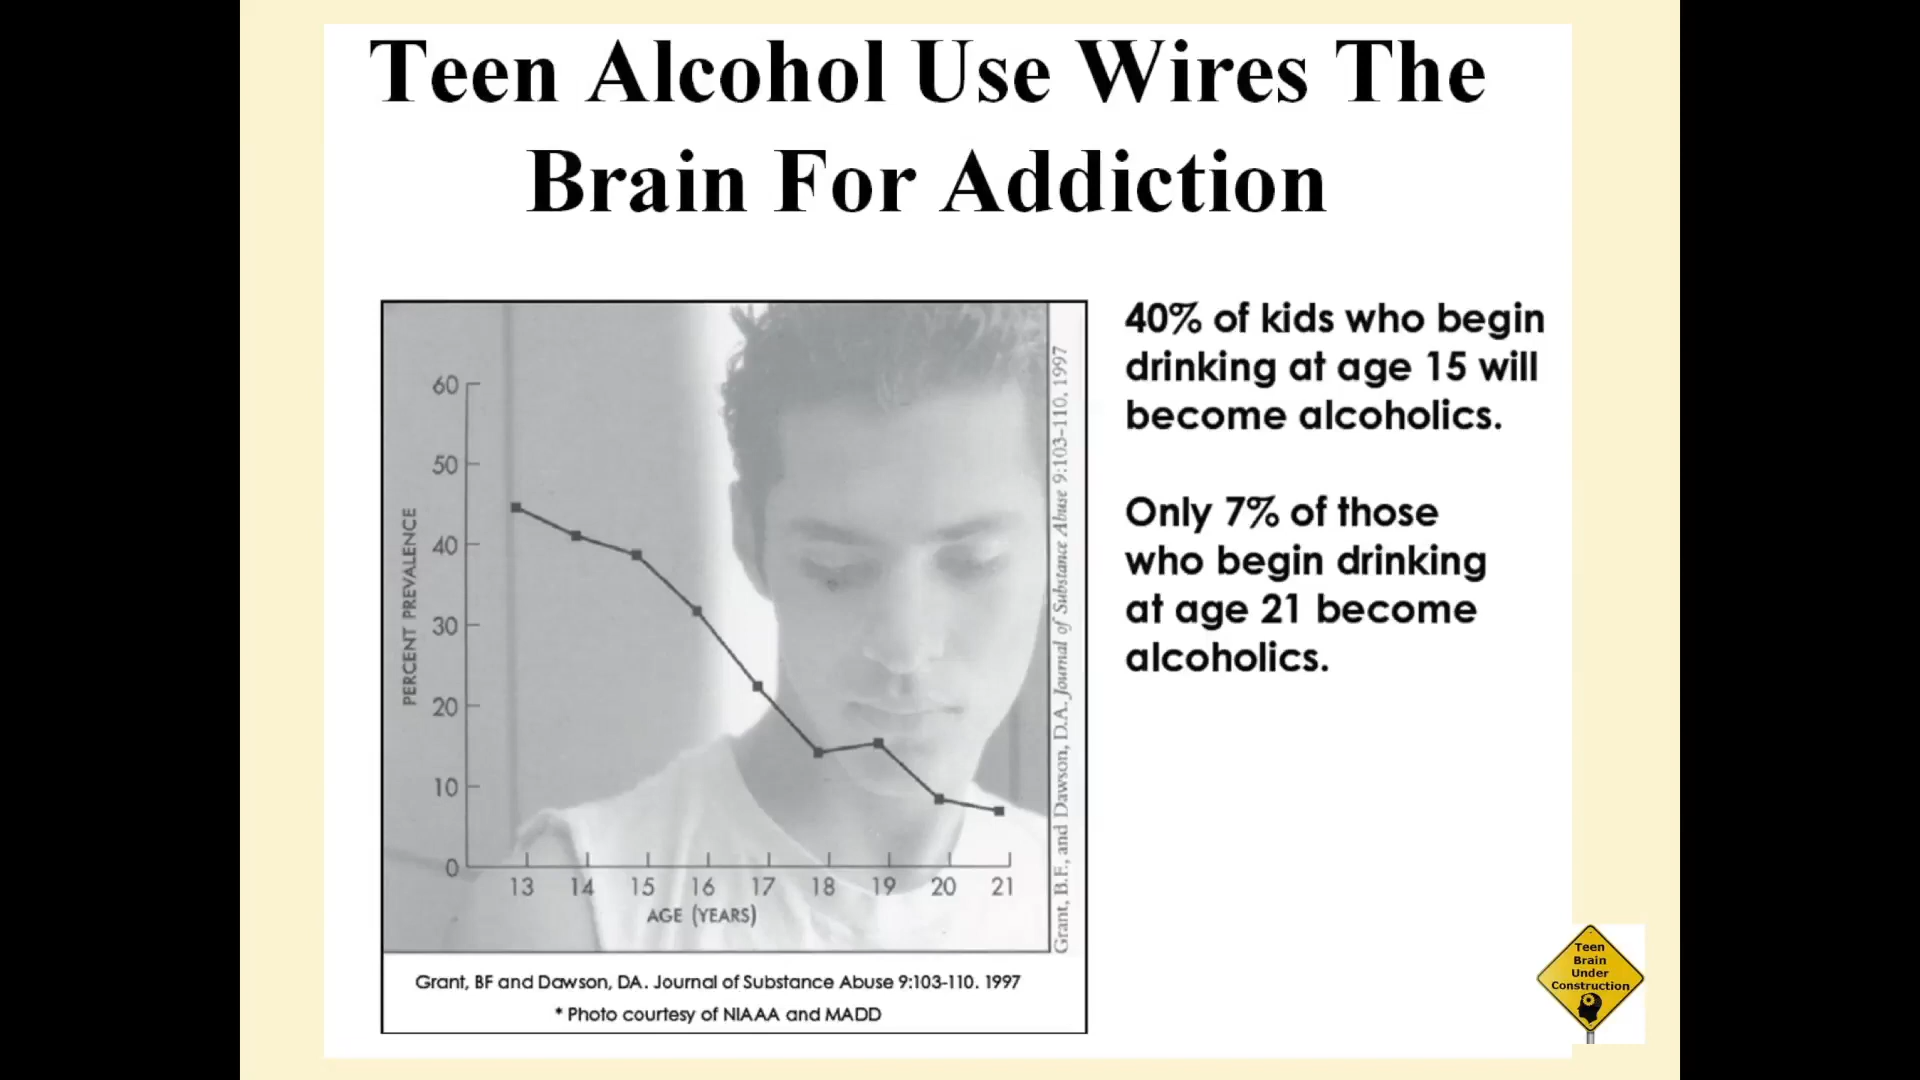 Teen Alcohol Use Wires The
Brain For Addiction
40% of kids who begin
drinking at age 15 will
become alcoholics.
Only 7% of those
who begin drinking
at age 21 become
alcoholics.
60
50
40
30
20
10
0
PERCENT PREVALENCE
13 14 15 16 17 18 19 20 21
AGE (YEARS)
Grant, B.F., and Dawson, D.A. Journal of Substance Abuse 9:103-110, 1997
Grant, BF and Dawson, DA. Journal of Substance Abuse 9:103-110. 1997
* Photo courtesy of NIAAA and MADD
Teen
Brain
Under
Construction